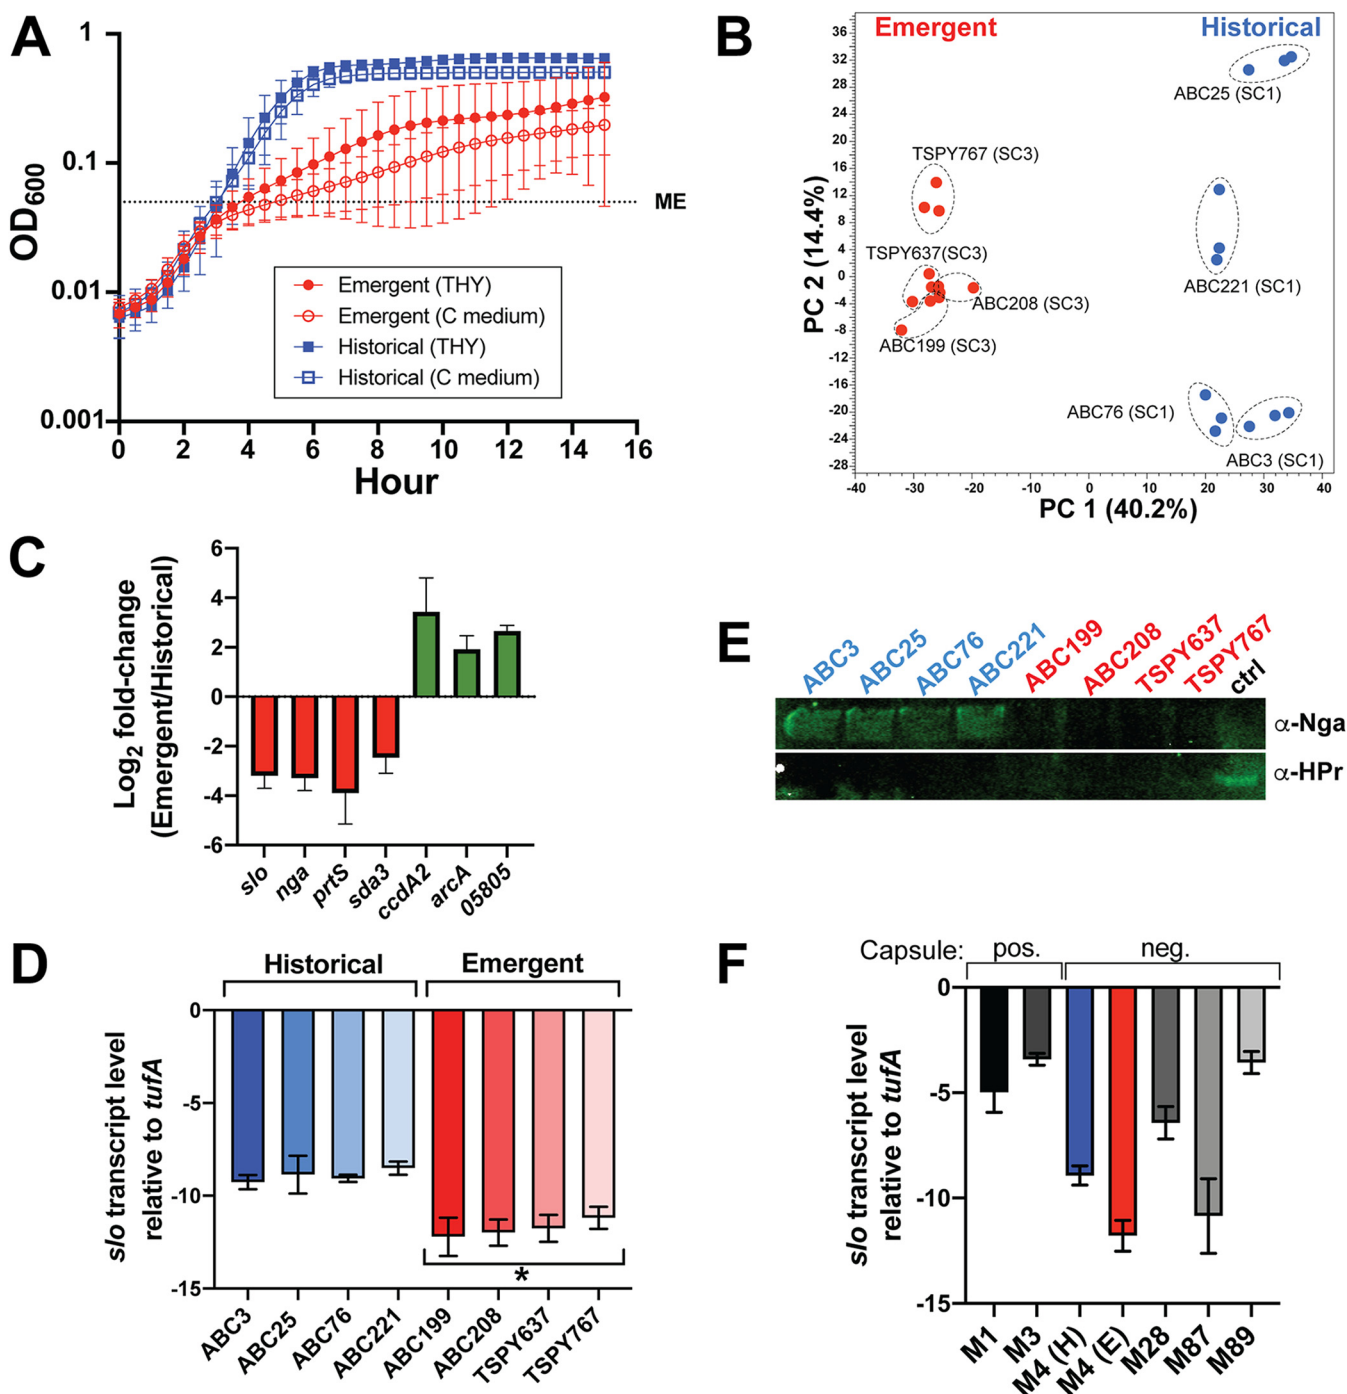 A
1
0.1
0.01
0.001
OD600
ME
Emergent (THY)
Emergent (C medium)
Historical (THY)
Historical (C medium)
0 2 4 6 8 10 12 14 16
Hour
B
Emergent
Historical
36
32
28
24
20
16
12
8
4
0
-4
-8
-12
-16
-20
-24
-28
PC 2 (14.4%)
ABC25 (SC1)
TSPY767 (SC3)
TSPY637(SC3)
ABC221 (SC1)
ABC208 (SC3)
ABC199 (SC3)
ABC76 (SC1)
ABC3 (SC1)
-40 -30 -20 -10 0 10 20 30 40
PC 1 (40.2%)
C
Log2 fold-change
(Emergent/Historical)
6
4
2
0
-2
-4
-6
slo nga prtS sda3 ccdA2 arcA 05805
E
ABC3 ABC25 ABC76 ABC221 ABC199 ABC208 TSPY637 TSPY767 ctrl
α-Nga
α-HPr
D
Historical Emergent
slo transcript level
relative to tufA
0
-5
-10
-15
*
ABC3 ABC25 ABC76 ABC221 ABC199 ABC208 TSPY637 TSPY767
F
Capsule: pos. neg.
slo transcript level
relative to tufA
0
-5
-10
-15
M1 M3 M4 (H) M4 (E) M28 M87 M89